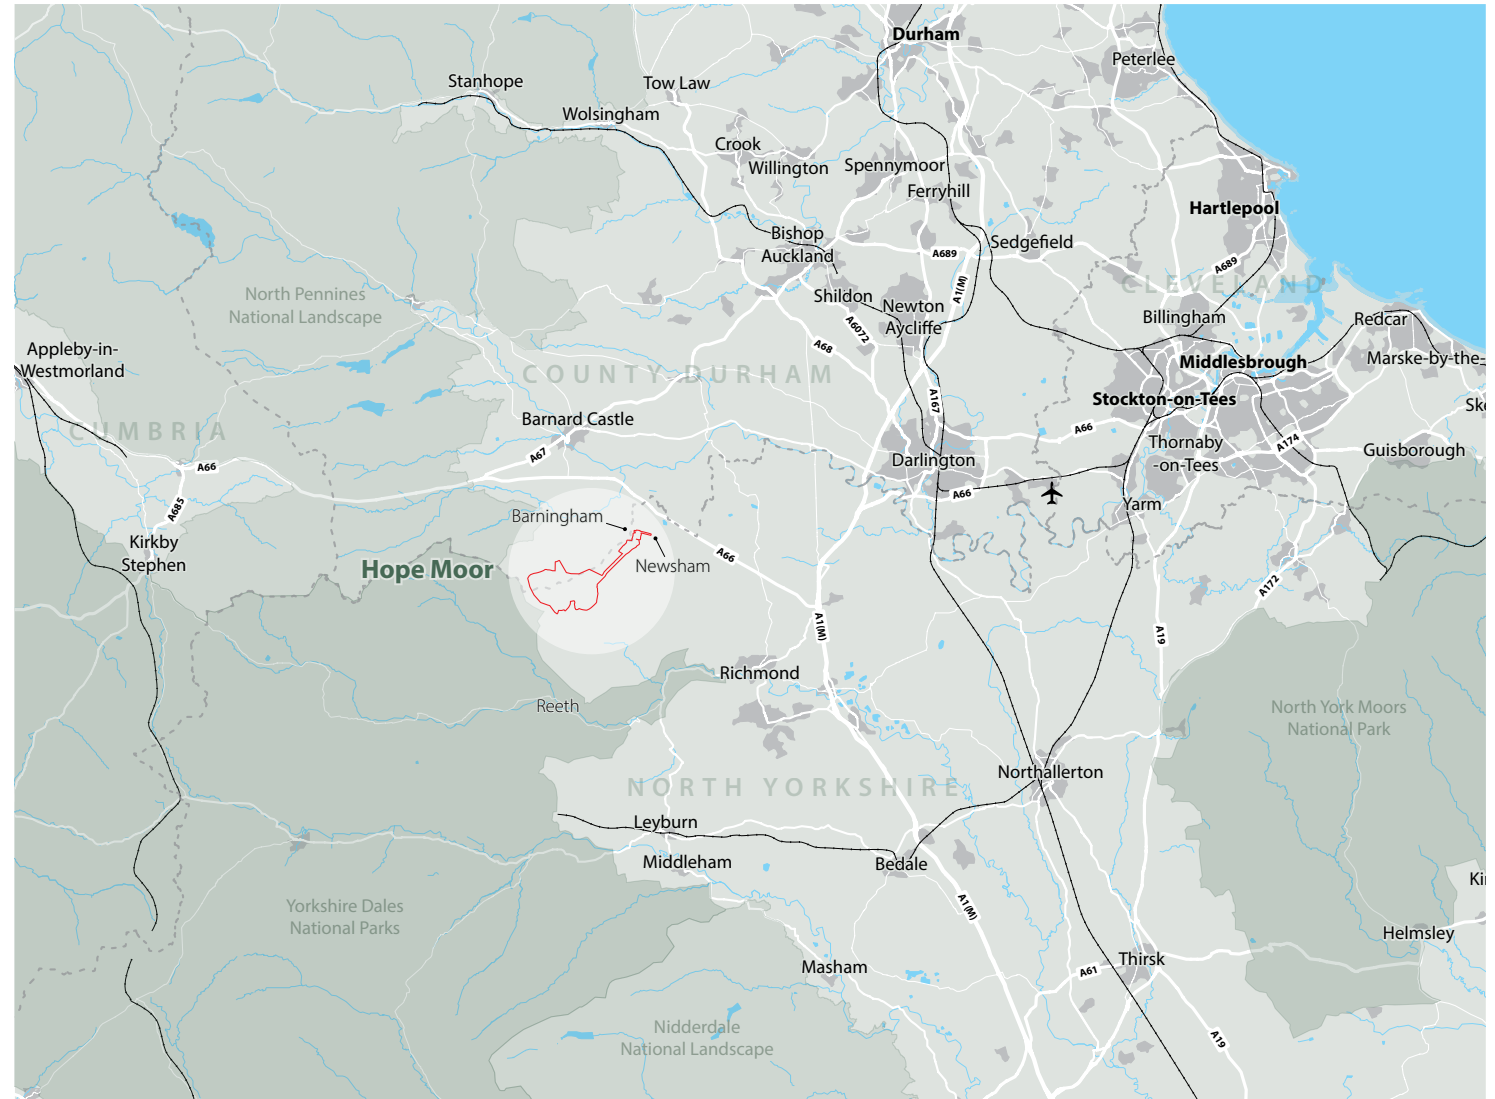 Durham
Peterlee
Stanhope
Tow Law
Wolsingham
Crook
Willington
Spennymoor
Ferryhill
Hartlepool
Bishop
Auckland
A689
Sedgefield
A689
CLEVELAND
A1(M)
North Pennines
National Landscape
Shildon
Newton
Aycliffe
A6072
A68
Billingham
Redcar
Appleby-in-
Westmorland
COUNTY DURHAM
Middlesbrough
Marske-by-the-
Stockton-on-Tees
A167
Ske
Barnard Castle
CUMBRIA
A66
A67
A66
Darlington
Thornaby
-on-Tees
A174
Guisborough
A66
A685
Yarm
Barningham
Kirkby
Stephen
Hope Moor
Newsham
A66
A172
A1(M)
A19
Richmond
Reeth
North York Moors
National Park
Northallerton
NORTH YORKSHIRE
Leyburn
Middleham
Bedale
Kir
Yorkshire Dales
National Parks
A1(M)
Helmsley
Masham
Thirsk
A61
Nidderdale
National Landscape
A19